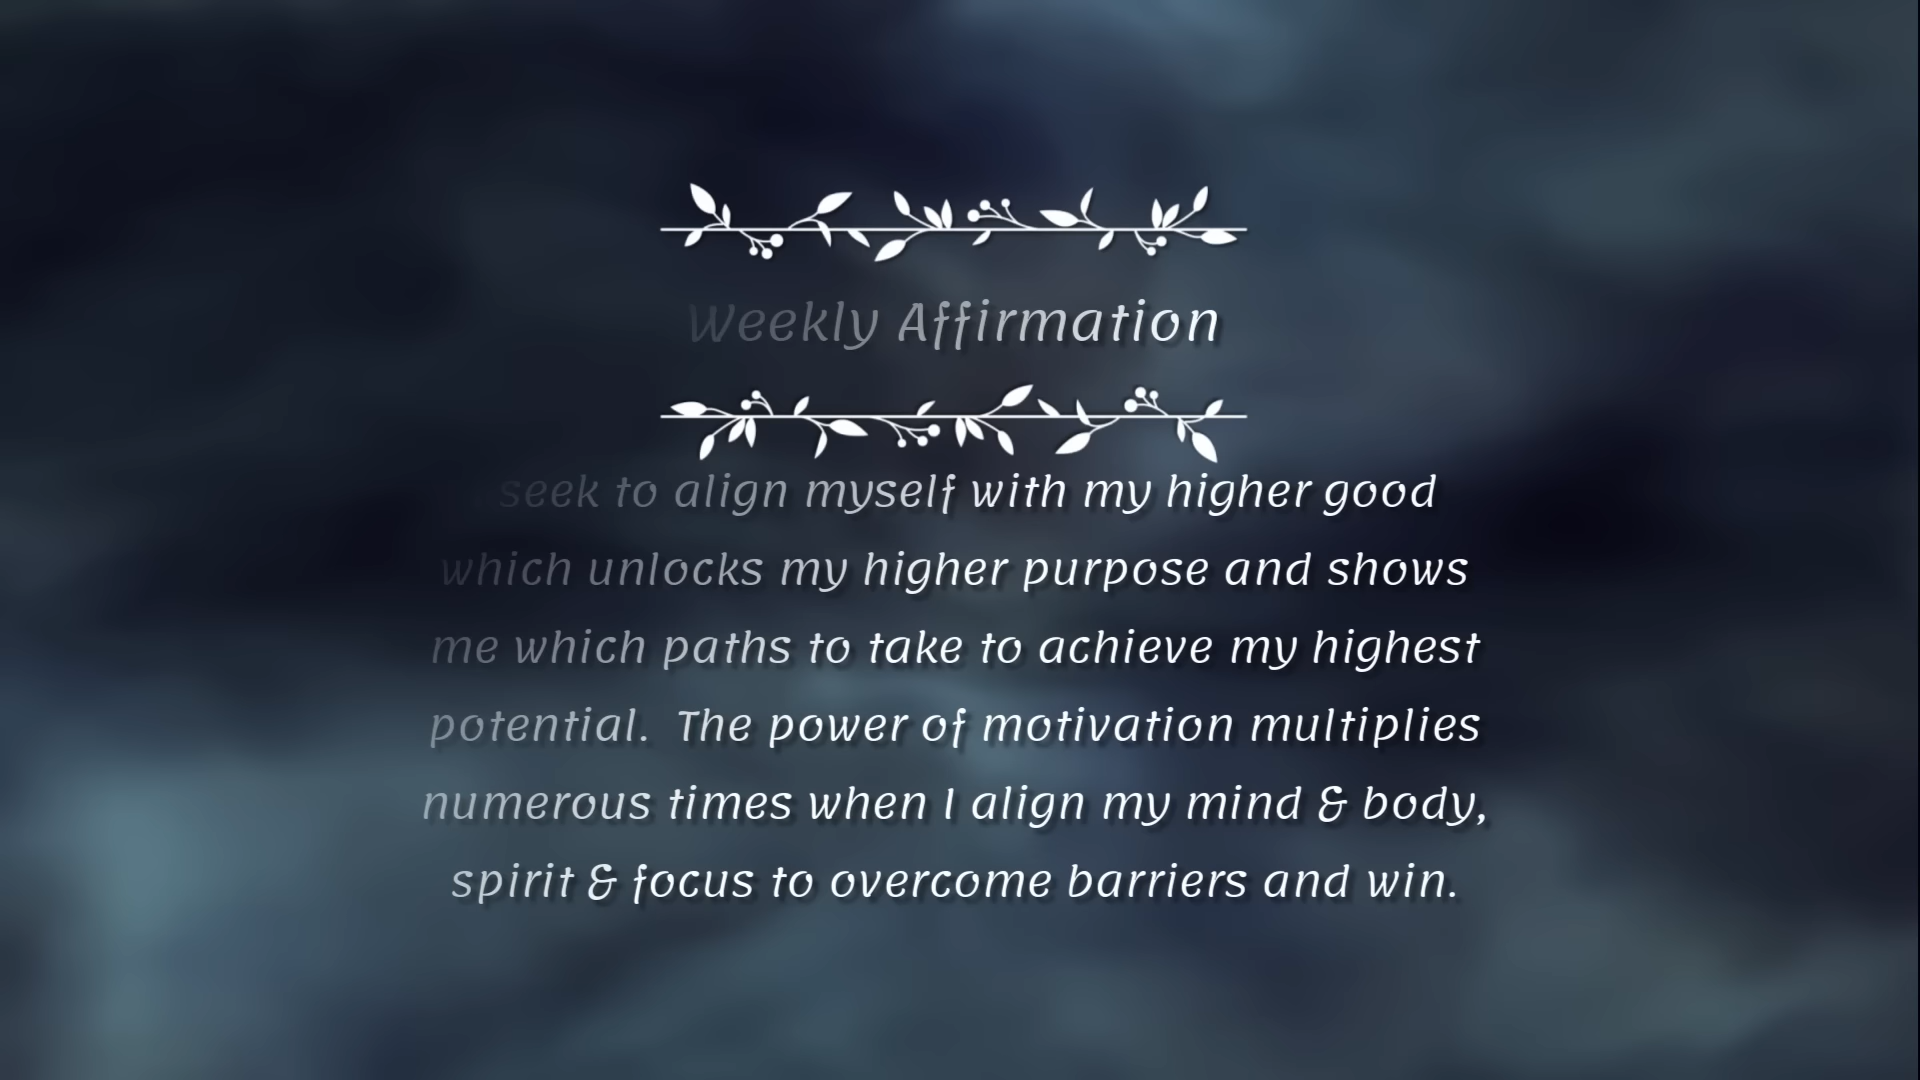 Weekly Affirmation
seek to align myself with my higher good
which unlocks my higher purpose and shows
me which paths to take to achieve my highest
potential.  The power of motivation multiplies
numerous times when I align my mind & body,
spirit & focus to overcome barriers and win.